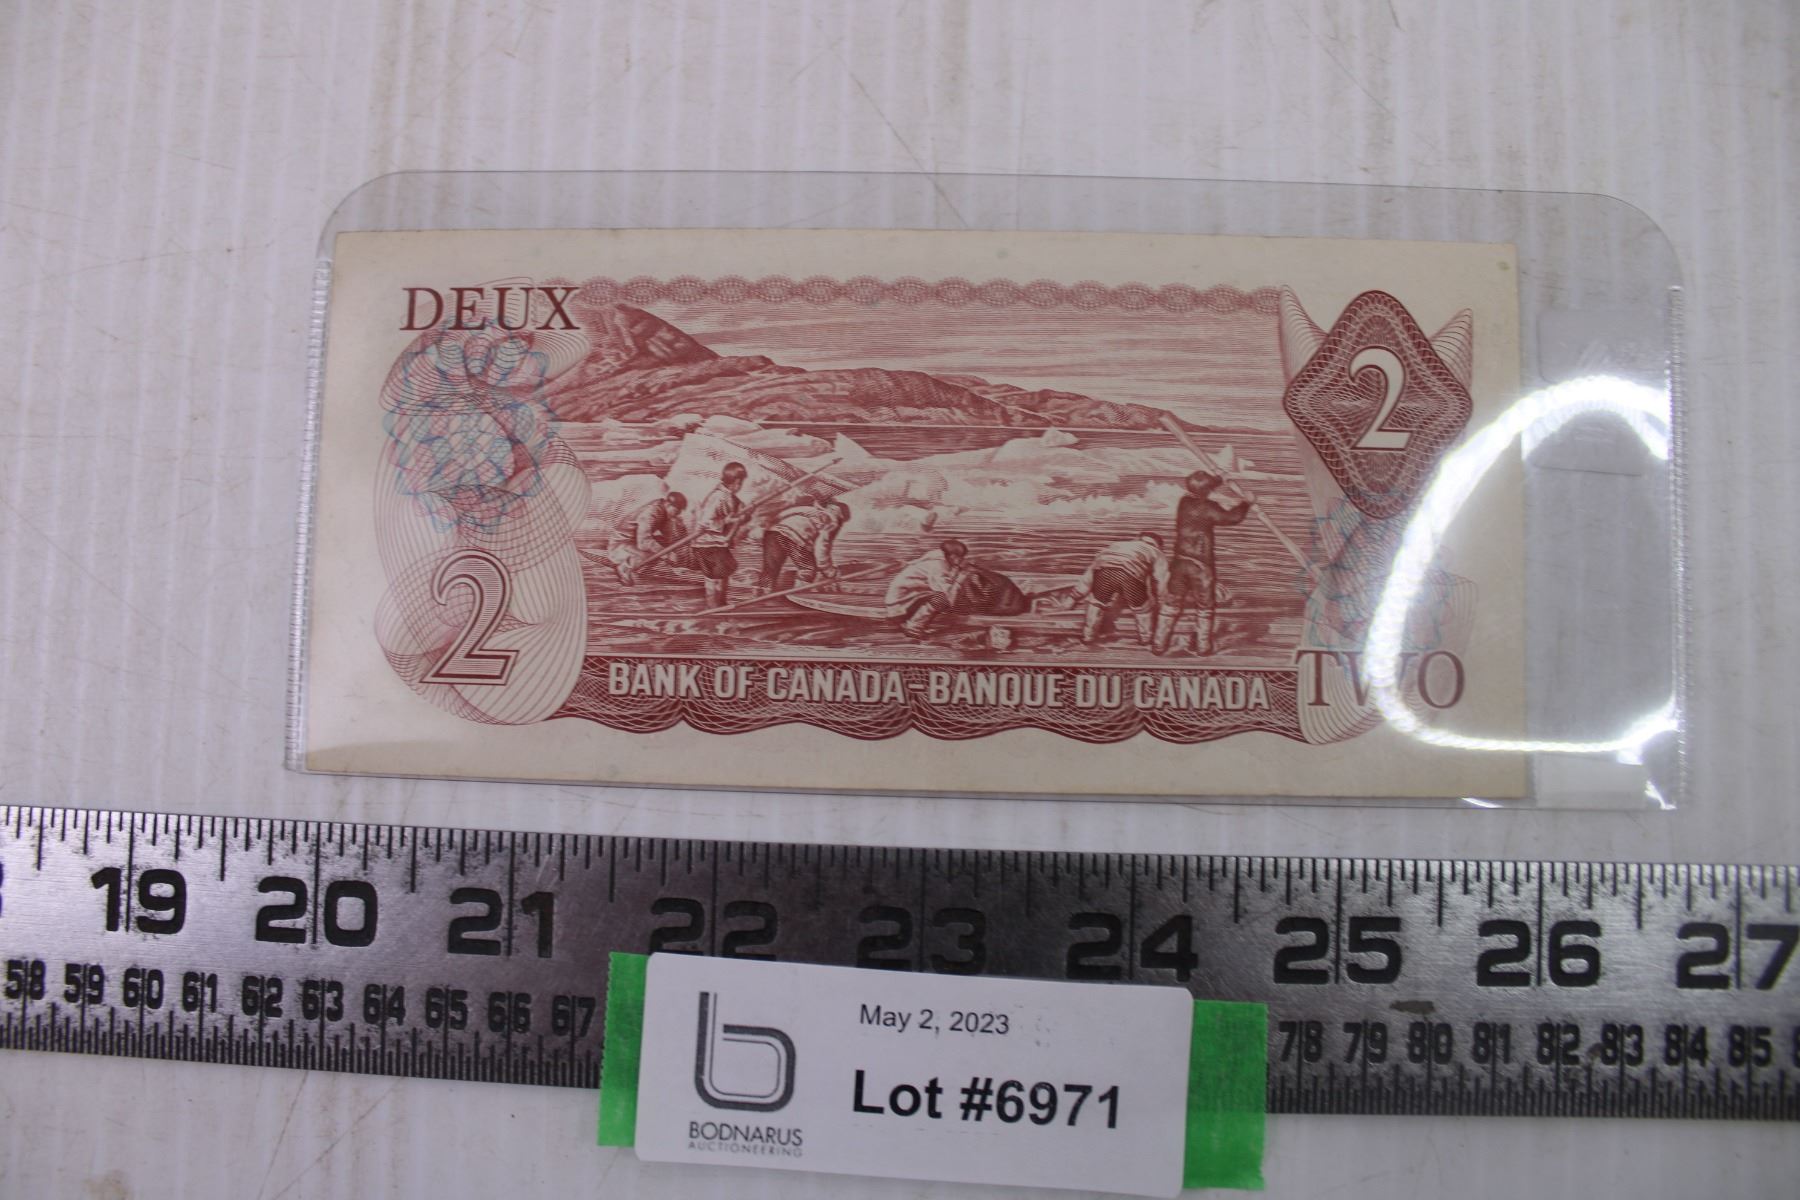 DEUX
2
2
BANK OF CANADA-BANQUE DU CANADA
TWO
19 20 21 22 23 24 25 26 27
58 59 60 61 62 63 64 65 66 67
78 79 80 81 82 83 84 85
May 2, 2023
Lot #6971
BODNARUS
AUCTIONEERING